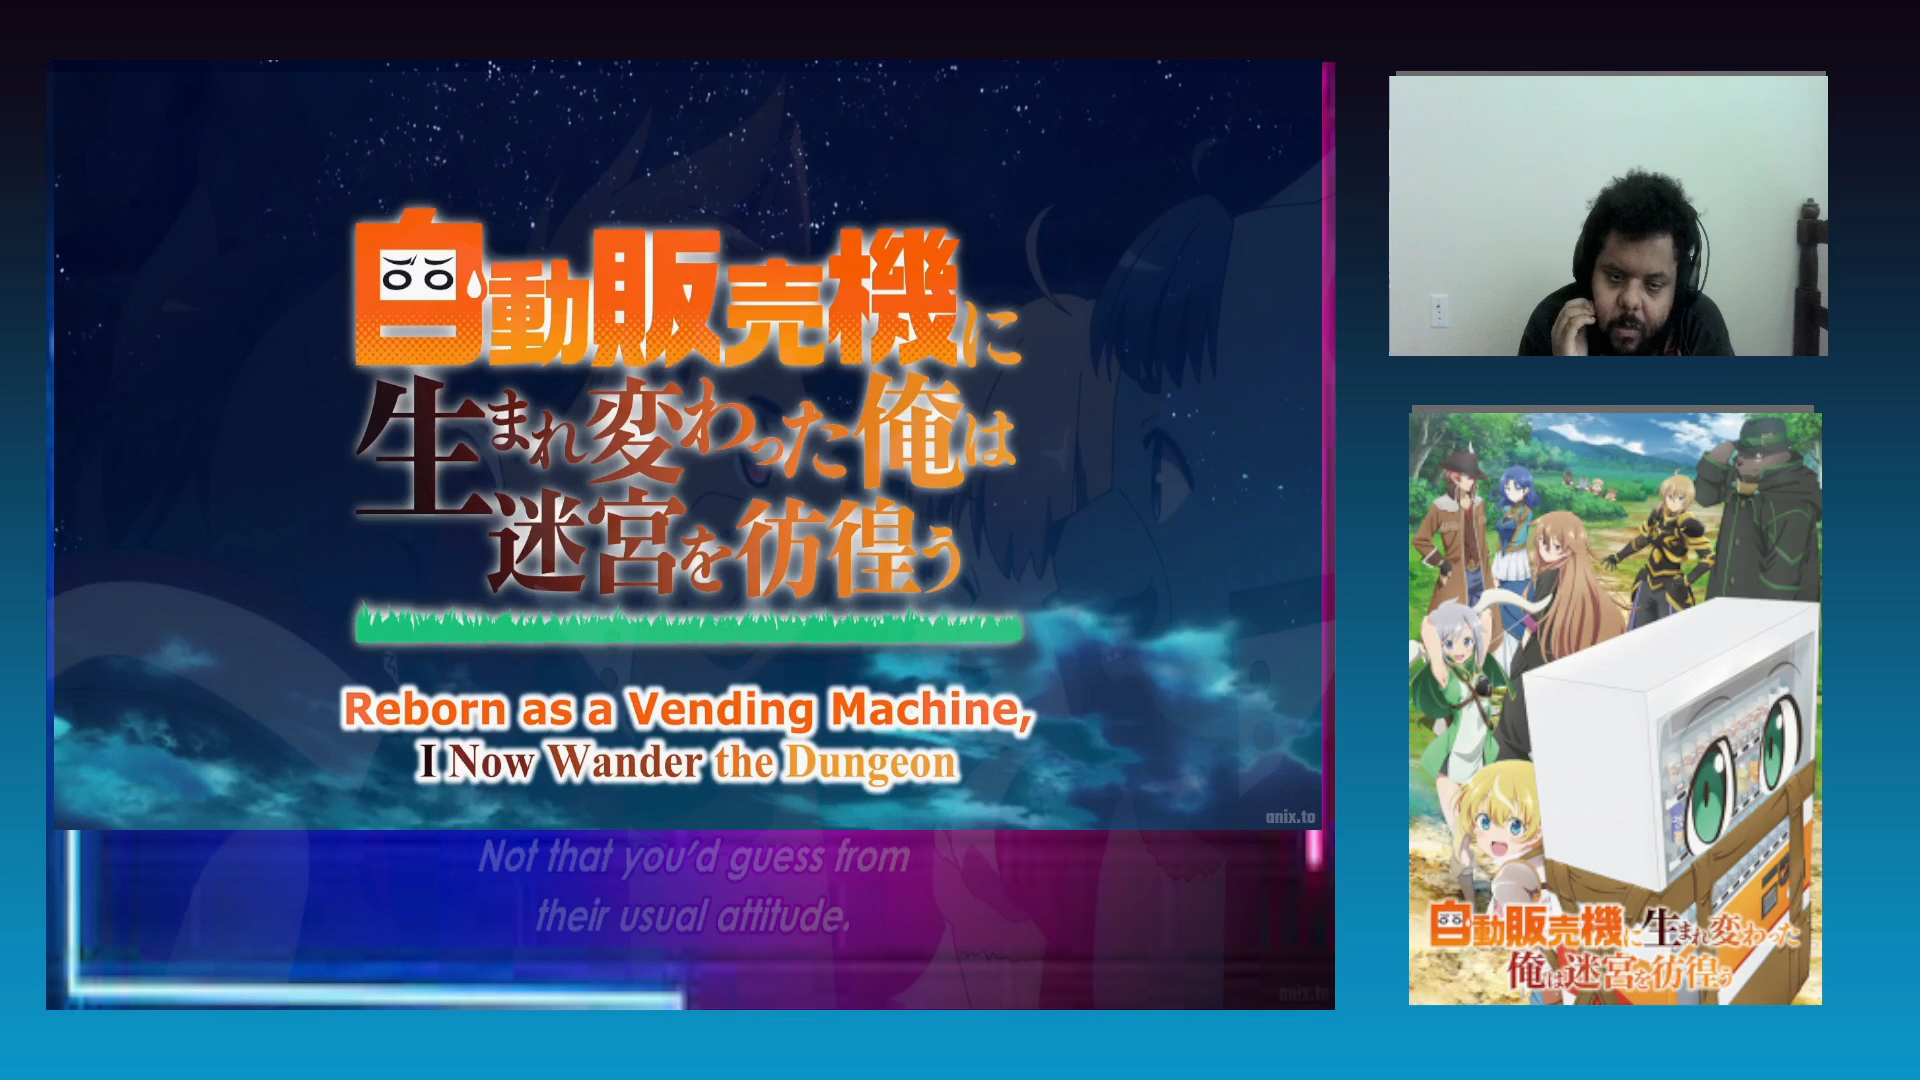 自動販売機に
生まれ変わった俺は
迷宮を彷徨う
Reborn as a Vending Machine,
I Now Wander the Dungeon
anix.to
Not that you'd guess from
their usual attitude.
anix.to
自動販売機に生まれ変わった
俺は迷宮を彷徨う